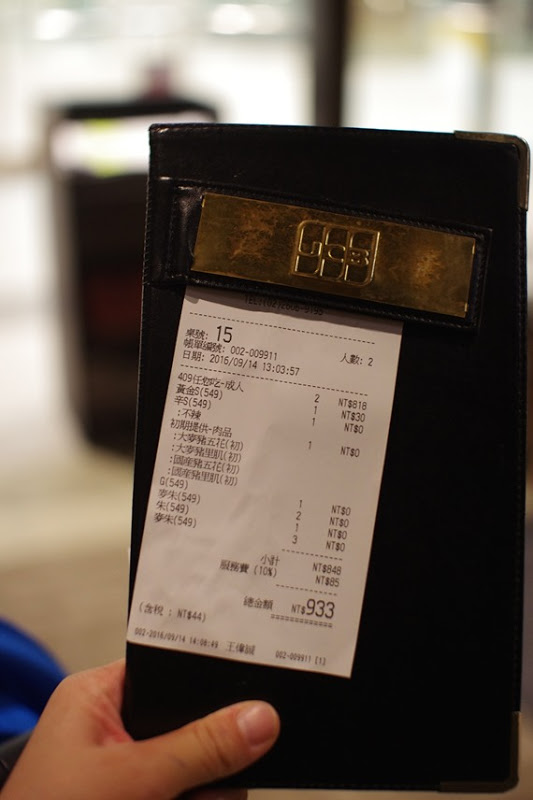 JCB
桌號: 15 人數: 2
帳單編號: 002-009911
日期: 2016/09/14 13:03:57
409任您吃-成人 2 NT$818
黃金S(549) 1 NT$30
辛S(549) 1 NT$0
:不辣
初期提供-肉品 1 NT$0
:大麥豬五花(初)
:大麥豬里肌(初)
:國產豬五花(初)
:國產豬里肌(初)
G(549) 1 NT$0
麥朱(549) 2 NT$0
朱(549) 1 NT$0
麥朱(549) 3 NT$0
小計 NT$848
服務費 (10%) NT$85
總金額 NT$933
(含稅 : NT$44)
002-2016/09/14 14:08:49 王偉誠 002-009911 [1]